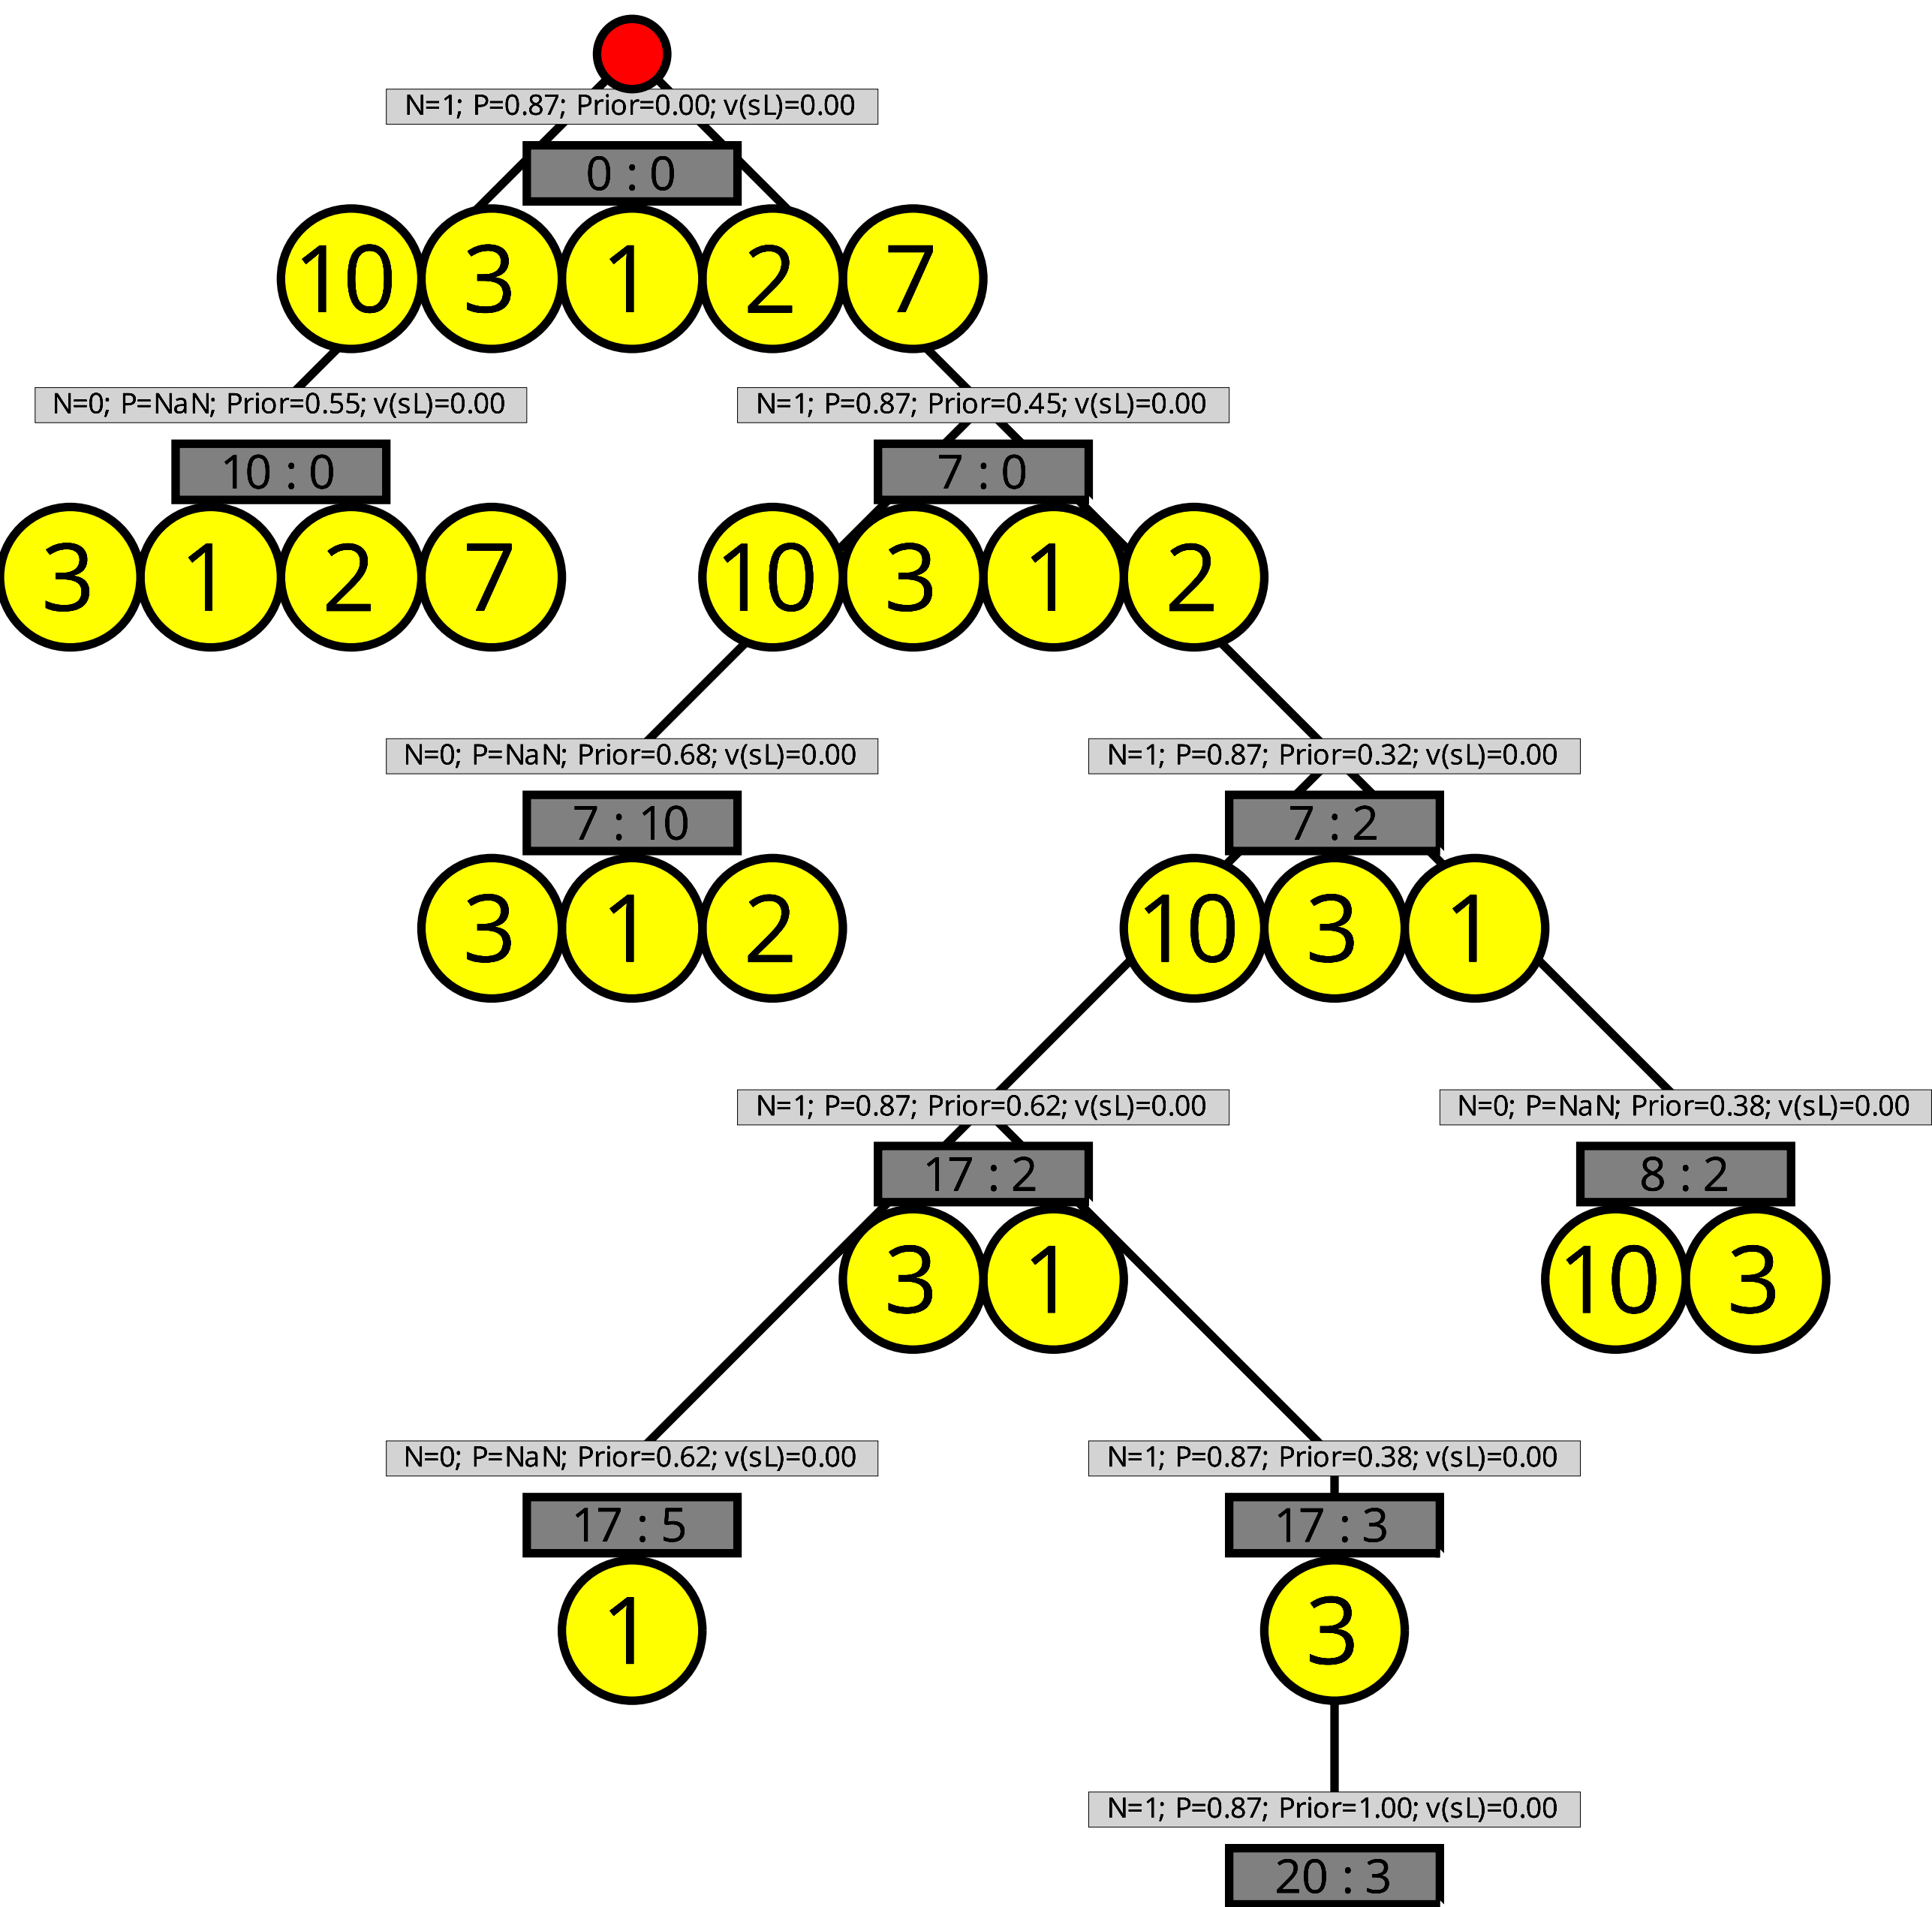 N=1; P=0.87; Prior=0.00; v(sL)=0.00
0 : 0
10 3 1 2 7
N=0; P=NaN; Prior=0.55; v(sL)=0.00
N=1; P=0.87; Prior=0.45; v(sL)=0.00
10 : 0
7 : 0
3 1 2 7
10 3 1 2
N=0; P=NaN; Prior=0.68; v(sL)=0.00
N=1; P=0.87; Prior=0.32; v(sL)=0.00
7 : 10
7 : 2
3 1 2
10 3 1
N=1; P=0.87; Prior=0.62; v(sL)=0.00
N=0; P=NaN; Prior=0.38; v(sL)=0.00
17 : 2
8 : 2
3 1
10 3
N=0; P=NaN; Prior=0.62; v(sL)=0.00
N=1; P=0.87; Prior=0.38; v(sL)=0.00
17 : 5
17 : 3
1
3
N=1; P=0.87; Prior=1.00; v(sL)=0.00
20 : 3